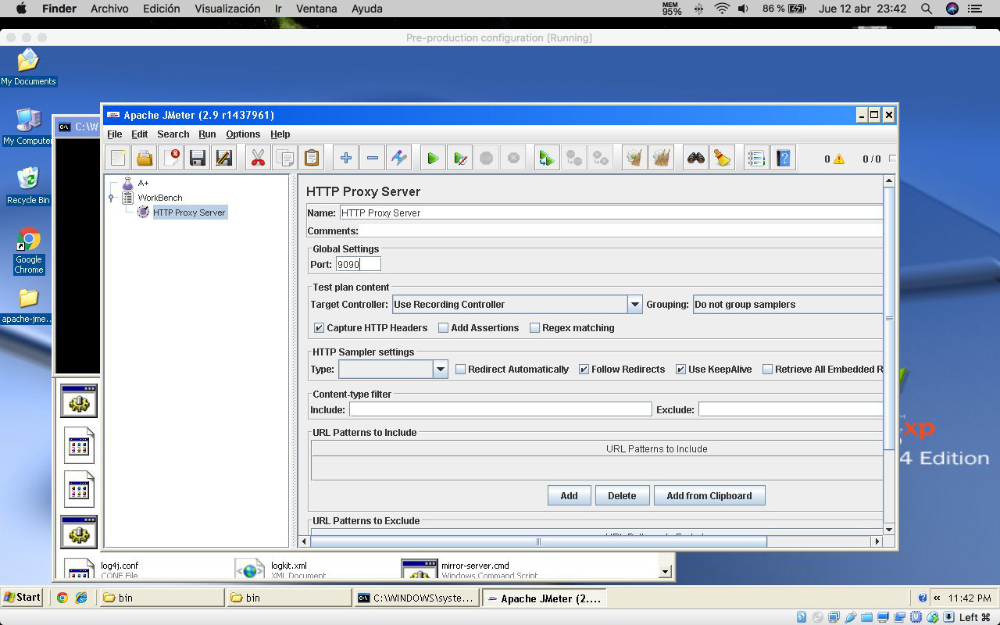 Finder Archivo Edición Visualización Ir Ventana Ayuda MEM 95% 86 % Jue 12 abr 23:42
Pre-production configuration [Running]
My Documents
My Computer
Recycle Bin
Google Chrome
apache-jme...
C:\W
Apache JMeter (2.9 r1437961)
File Edit Search Run Options Help
0 0 / 0
A+
WorkBench
HTTP Proxy Server
HTTP Proxy Server
Name: HTTP Proxy Server
Comments:
Global Settings
Port: 9090
Test plan content
Target Controller: Use Recording Controller Grouping: Do not group samplers
Capture HTTP Headers Add Assertions Regex matching
HTTP Sampler settings
Type: Redirect Automatically Follow Redirects Use KeepAlive Retrieve All Embedded R
Content-type filter
Include: Exclude:
URL Patterns to Include
URL Patterns to Include
Add Delete Add from Clipboard
URL Patterns to Exclude
xp
4 Edition
log4j.conf logkit.xml mirror-server.cmd
CONF File XML Document Windows Command Script
Start bin bin C:\WINDOWS\syste... Apache JMeter (2.... « 11:42 PM
Left ⌘